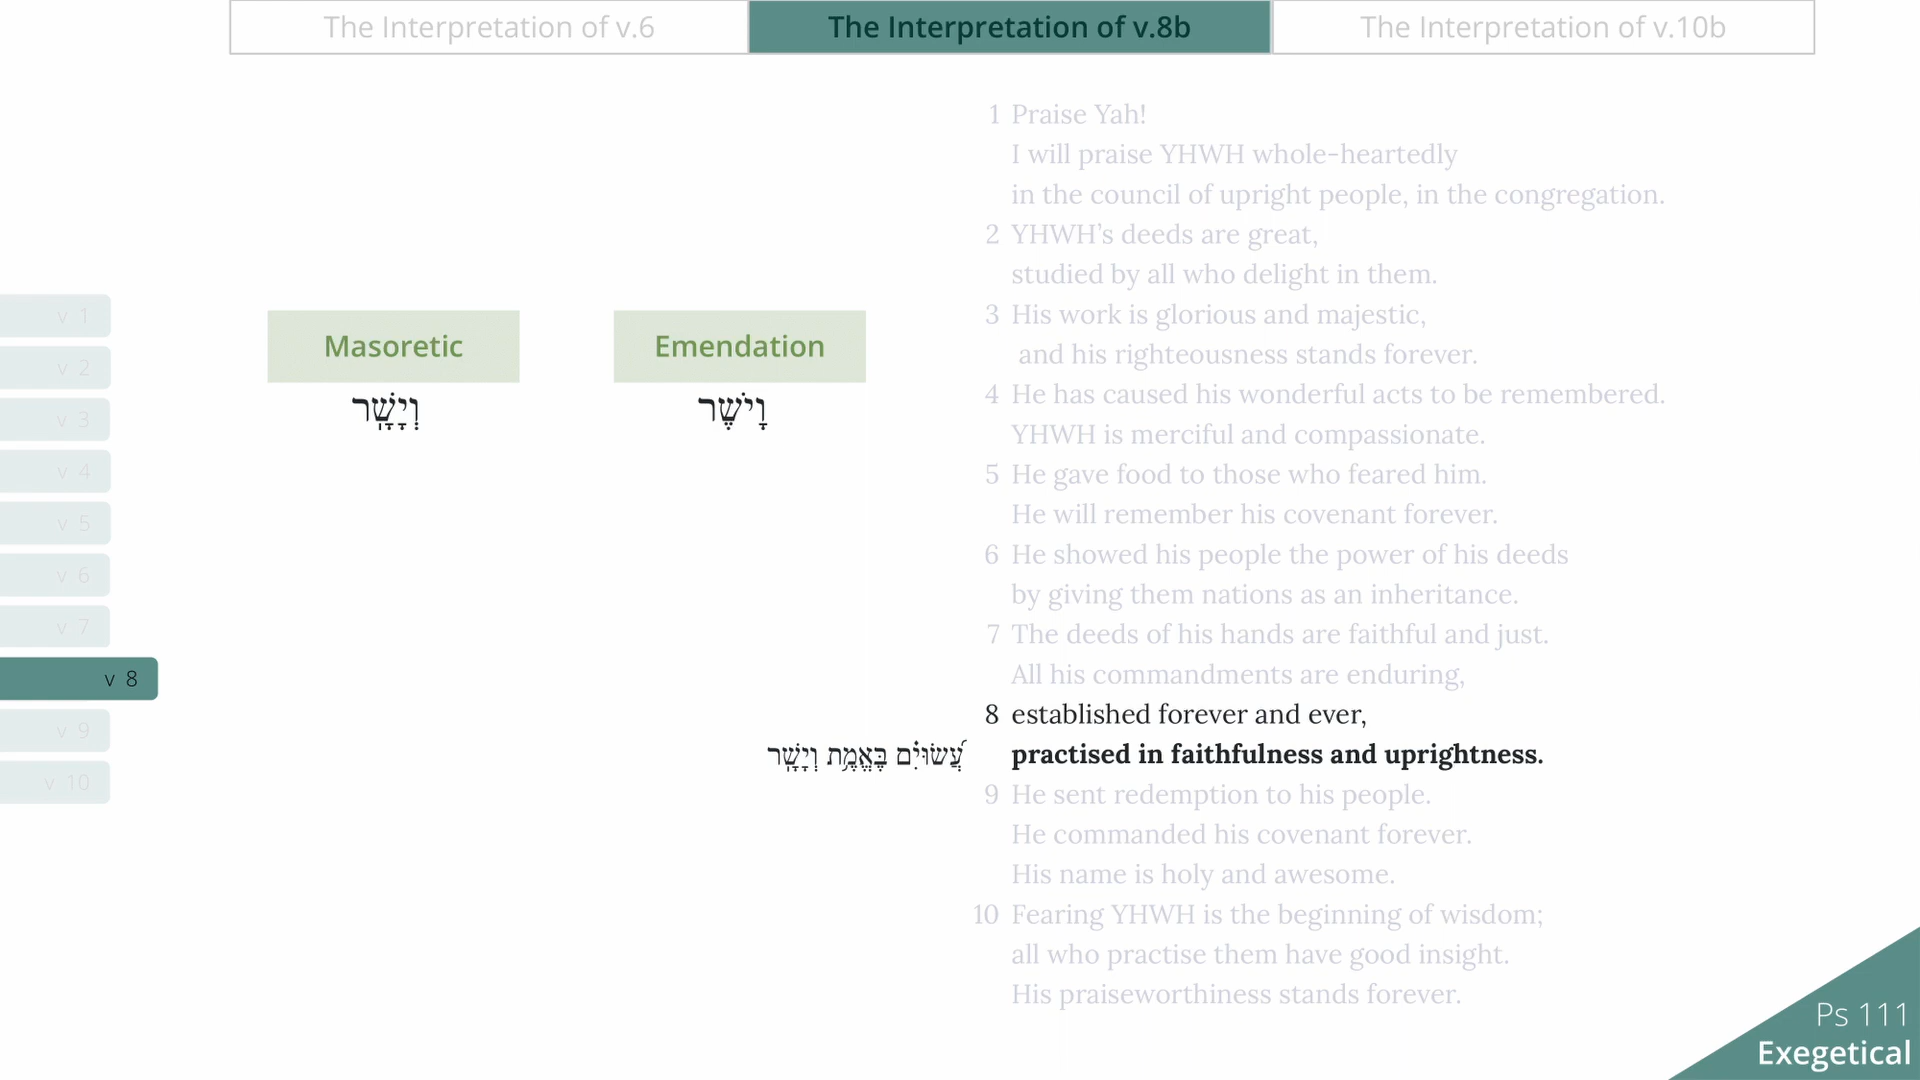 The Interpretation of v.6
The Interpretation of v.8b
The Interpretation of v.10b
v 1
v 2
v 3
v 4
v 5
v 6
v 7
v 8
v 9
v 10
Masoretic
וְיָשָֽׁר
Emendation
וָיֹשֶׁר
1 Praise Yah!
I will praise YHWH whole-heartedly
in the council of upright people, in the congregation.
2 YHWH’s deeds are great,
studied by all who delight in them.
3 His work is glorious and majestic,
and his righteousness stands forever.
4 He has caused his wonderful acts to be remembered.
YHWH is merciful and compassionate.
5 He gave food to those who feared him.
He will remember his covenant forever.
6 He showed his people the power of his deeds
by giving them nations as an inheritance.
7 The deeds of his hands are faithful and just.
All his commandments are enduring,
8 established forever and ever,
עֲ֝שׂוּיִ֗ם בֶּאֱמֶ֥ת וְיָשָֽׁר
practised in faithfulness and uprightness.
9 He sent redemption to his people.
He commanded his covenant forever.
His name is holy and awesome.
10 Fearing YHWH is the beginning of wisdom;
all who practise them have good insight.
His praiseworthiness stands forever.
Ps 111
Exegetical